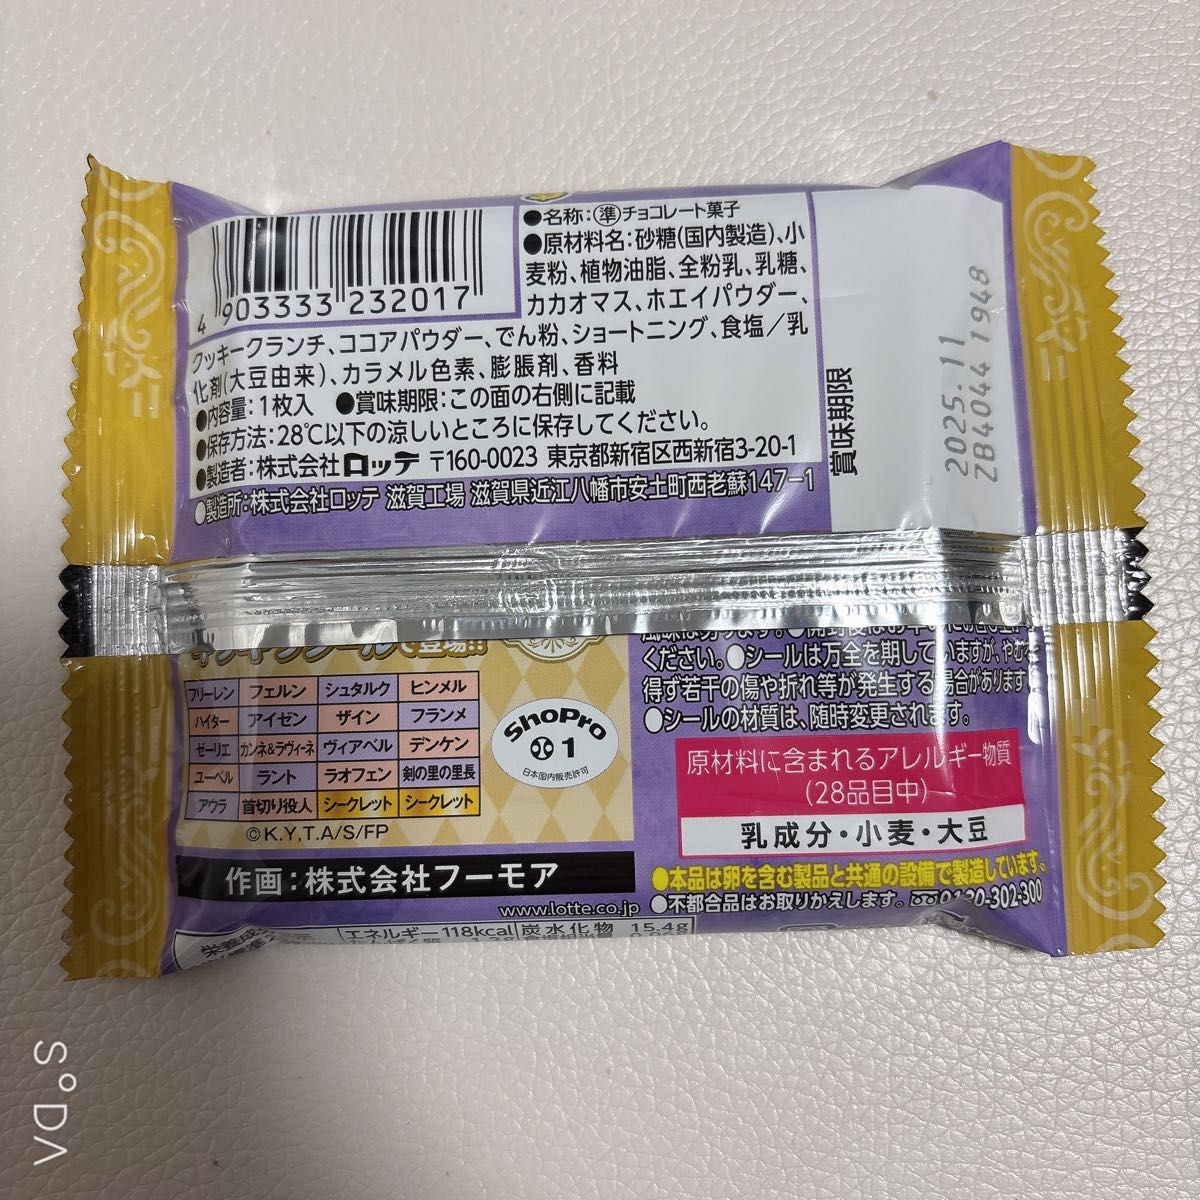 4 903333 232017
●名称:準チョコレート菓子
●原材料名:砂糖(国内製造)、小
麦粉、植物油脂、全粉乳、乳糖、
カカオマス、ホエイパウダー、
クッキークランチ、ココアパウダー、でん粉、ショートニング、食塩/乳
化剤(大豆由来)、カラメル色素、膨脹剤、香料
●内容量:1枚入 ●賞味期限:この面の右側に記載
●保存方法:28℃以下の涼しいところに保存してください。
●製造者:株式会社ロッテ 〒160-0023 東京都新宿区西新宿3-20-1
●製造所:株式会社ロッテ 滋賀工場 滋賀県近江八幡市安土町西老蘇147-1
賞味期限
2025.11
ZB40441 1948
フリーレン フェルン シュタルク ヒンメル
ハイター アイゼン ザイン フランメ
ゼーリエ カンネ&ラヴィーネ ヴィアベル デンケン
ユーベル ラント ラオフェン 剣の里の里長
アウラ 首切り役人 シークレット シークレット
©K.Y,T.A/S/FP
ShoPro
1
日本国内販売許可
作画:株式会社フーモア
www.lotte.co.jp
ください。●シールは万全を期していますが、やむを
得ず若干の傷や折れ等が発生する場合があります
●シールの材質は、随時変更されます。
原材料に含まれるアレルギー物質
(28品目中)
乳成分・小麦・大豆
●本品は卵を含む製品と共通の設備で製造しています。
●不都合品はお取りかえします。 0120-302-300
エネルギー 118kcal 炭水化物 15.4g
S°DA